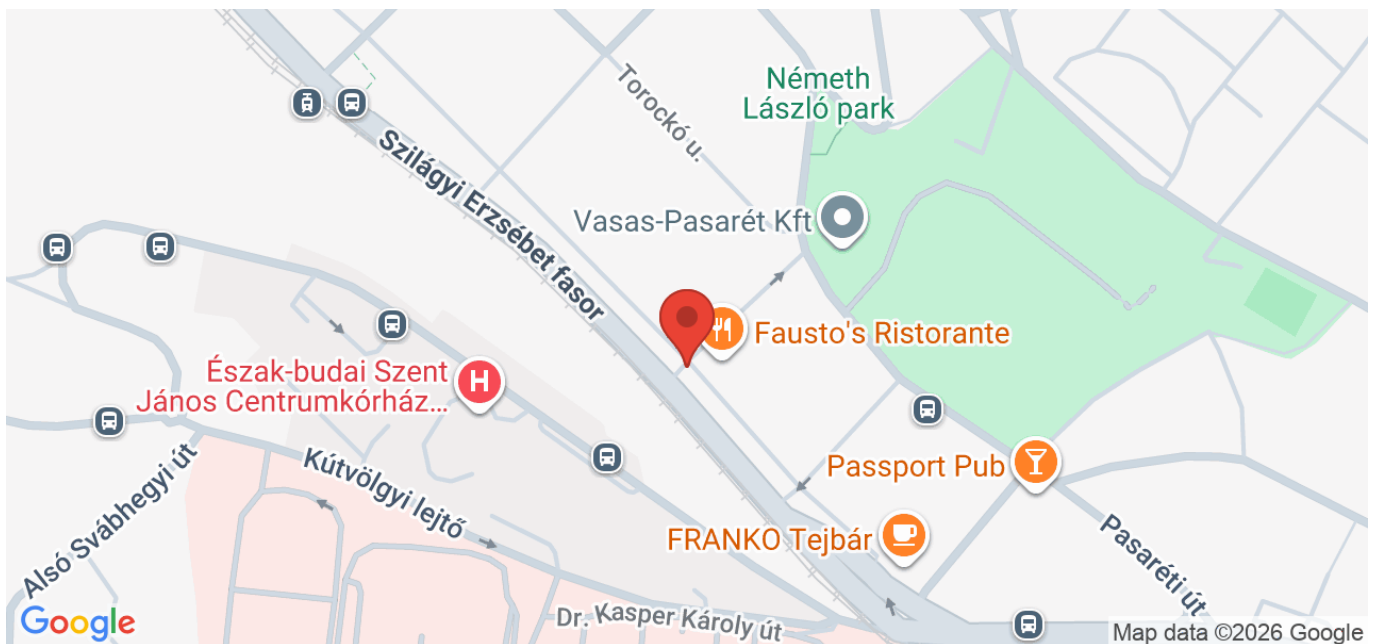 Németh
László park
Torockó u.
Szilágyi Erzsébet fasor
Vasas-Pasarét Kft
Fausto's Ristorante
Észak-budai Szent
János Centrumkórház...
H
Passport Pub
Kútvölgyi lejtő
Alsó Svábhegyi út
FRANKO Tejbár
Pasaréti út
Dr. Kasper Károly út
Google
Map data ©2026 Google